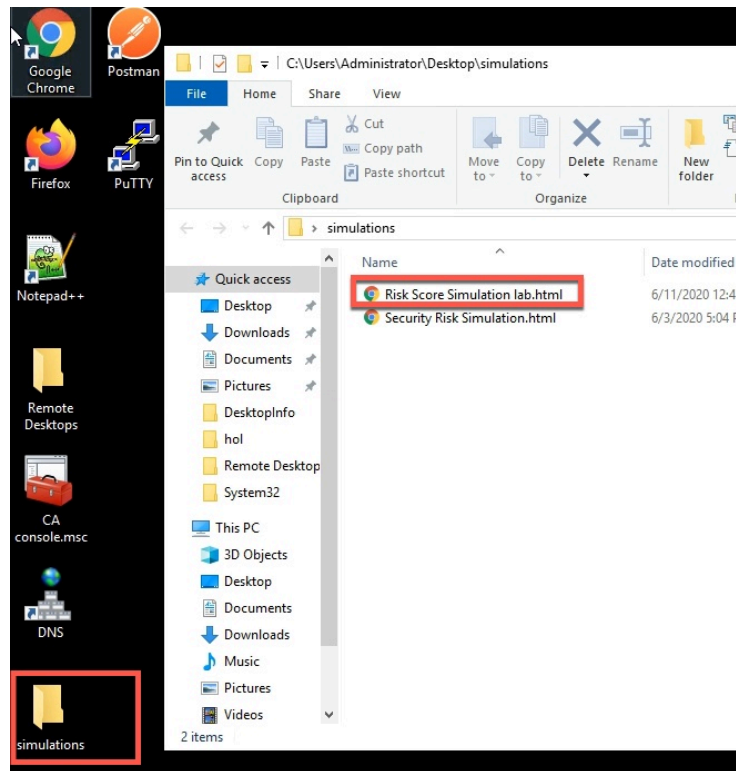 Google
Chrome
Postman
Firefox
PuTTY
Notepad++
Remote
Desktops
CA
console.msc
DNS
simulations
C:\Users\Administrator\Desktop\simulations
File Home Share View
Pin to Quick
access
Copy
Paste
Cut
Copy path
Paste shortcut
Move
to
Copy
to
Delete
Rename
New
folder
Clipboard
Organize
simulations
Name
Date modified
Quick access
Desktop
Downloads
Documents
Pictures
DesktopInfo
hol
Remote Desktop
System32
This PC
3D Objects
Desktop
Documents
Downloads
Music
Pictures
Videos
Risk Score Simulation lab.html 6/11/2020 12:4
Security Risk Simulation.html 6/3/2020 5:04
2 items